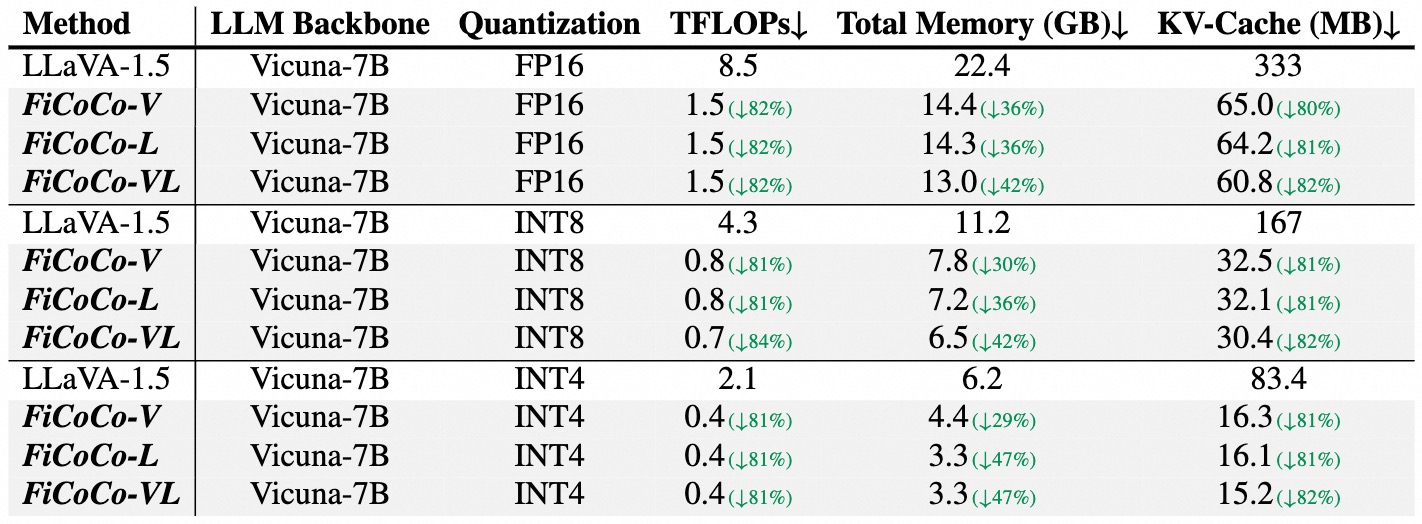 Method LLM Backbone Quantization TFLOPs↓ Total Memory (GB)↓ KV-Cache (MB)↓
LLaVA-1.5 Vicuna-7B FP16 8.5 22.4 333
FiCoCo-V Vicuna-7B FP16 1.5 (↓82%) 14.4 (↓36%) 65.0 (↓80%)
FiCoCo-L Vicuna-7B FP16 1.5 (↓82%) 14.3 (↓36%) 64.2 (↓81%)
FiCoCo-VL Vicuna-7B FP16 1.5 (↓82%) 13.0 (↓42%) 60.8 (↓82%)
LLaVA-1.5 Vicuna-7B INT8 4.3 11.2 167
FiCoCo-V Vicuna-7B INT8 0.8 (↓81%) 7.8 (↓30%) 32.5 (↓81%)
FiCoCo-L Vicuna-7B INT8 0.8 (↓81%) 7.2 (↓36%) 32.1 (↓81%)
FiCoCo-VL Vicuna-7B INT8 0.7 (↓84%) 6.5 (↓42%) 30.4 (↓82%)
LLaVA-1.5 Vicuna-7B INT4 2.1 6.2 83.4
FiCoCo-V Vicuna-7B INT4 0.4 (↓81%) 4.4 (↓29%) 16.3 (↓81%)
FiCoCo-L Vicuna-7B INT4 0.4 (↓81%) 3.3 (↓47%) 16.1 (↓81%)
FiCoCo-VL Vicuna-7B INT4 0.4 (↓81%) 3.3 (↓47%) 15.2 (↓82%)